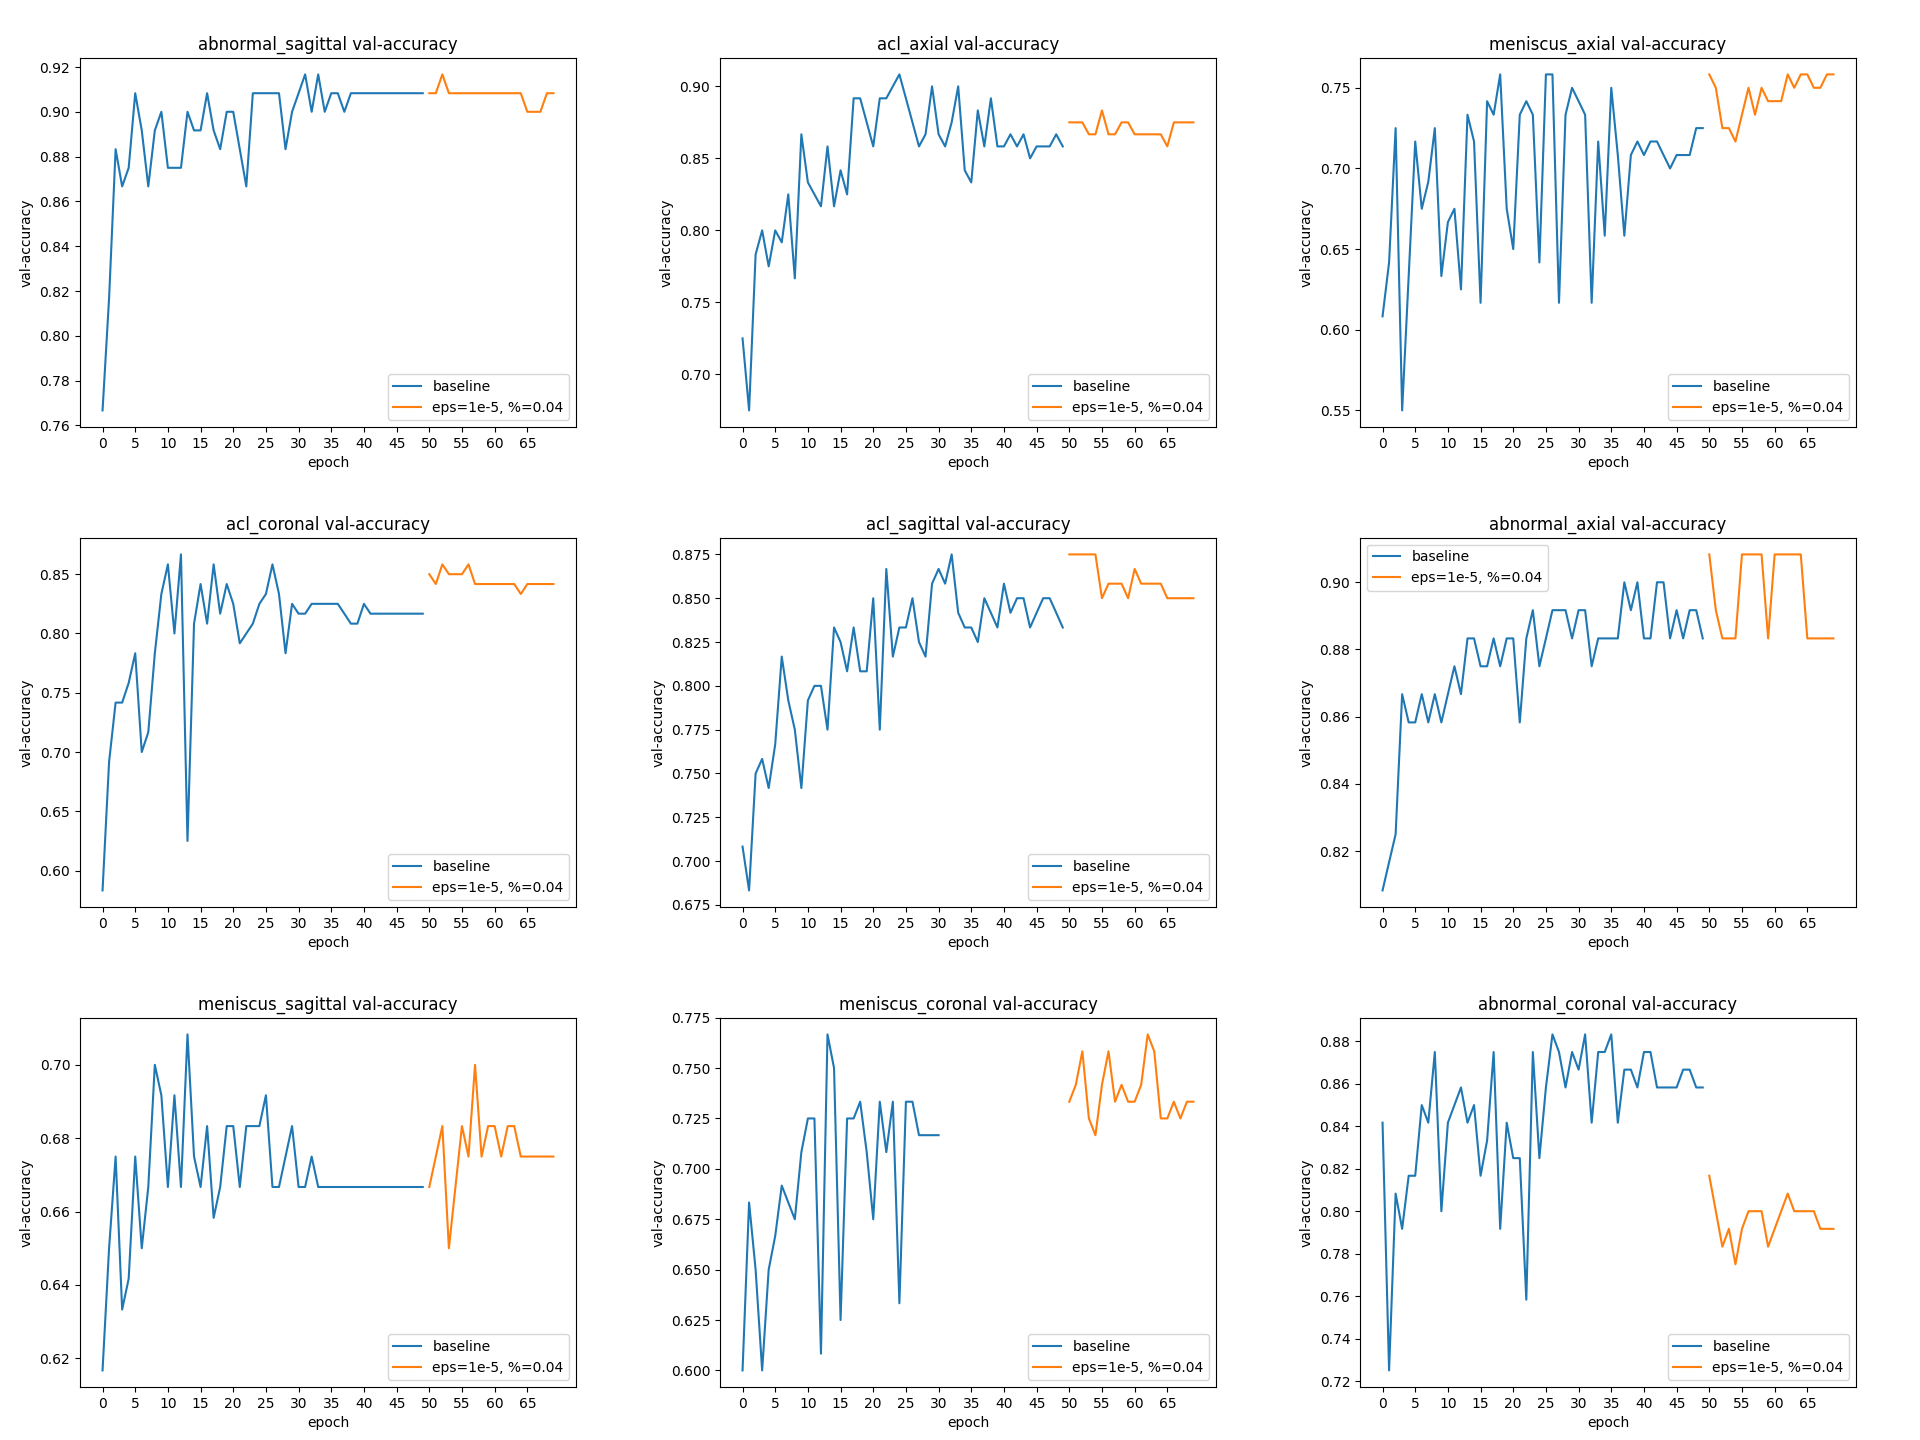 abnormal_sagittal val-accuracy
val-accuracy
0.92
0.90
0.88
0.86
0.84
0.82
0.80
0.78
0.76
baseline
eps=1e-5, %=0.04
0 5 10 15 20 25 30 35 40 45 50 55 60 65
epoch
acl_axial val-accuracy
val-accuracy
0.90
0.85
0.80
0.75
0.70
baseline
eps=1e-5, %=0.04
0 5 10 15 20 25 30 35 40 45 50 55 60 65
epoch
meniscus_axial val-accuracy
val-accuracy
0.75
0.70
0.65
0.60
0.55
baseline
eps=1e-5, %=0.04
0 5 10 15 20 25 30 35 40 45 50 55 60 65
epoch
acl_coronal val-accuracy
val-accuracy
0.85
0.80
0.75
0.70
0.65
0.60
baseline
eps=1e-5, %=0.04
0 5 10 15 20 25 30 35 40 45 50 55 60 65
epoch
acl_sagittal val-accuracy
val-accuracy
0.875
0.850
0.825
0.800
0.775
0.750
0.725
0.700
0.675
baseline
eps=1e-5, %=0.04
0 5 10 15 20 25 30 35 40 45 50 55 60 65
epoch
abnormal_axial val-accuracy
val-accuracy
baseline
eps=1e-5, %=0.04
0.90
0.88
0.86
0.84
0.82
0 5 10 15 20 25 30 35 40 45 50 55 60 65
epoch
meniscus_sagittal val-accuracy
val-accuracy
0.70
0.68
0.66
0.64
0.62
baseline
eps=1e-5, %=0.04
0 5 10 15 20 25 30 35 40 45 50 55 60 65
epoch
meniscus_coronal val-accuracy
val-accuracy
0.775
0.750
0.725
0.700
0.675
0.650
0.625
0.600
baseline
eps=1e-5, %=0.04
0 5 10 15 20 25 30 35 40 45 50 55 60 65
epoch
abnormal_coronal val-accuracy
val-accuracy
0.88
0.86
0.84
0.82
0.80
0.78
0.76
0.74
0.72
baseline
eps=1e-5, %=0.04
0 5 10 15 20 25 30 35 40 45 50 55 60 65
epoch